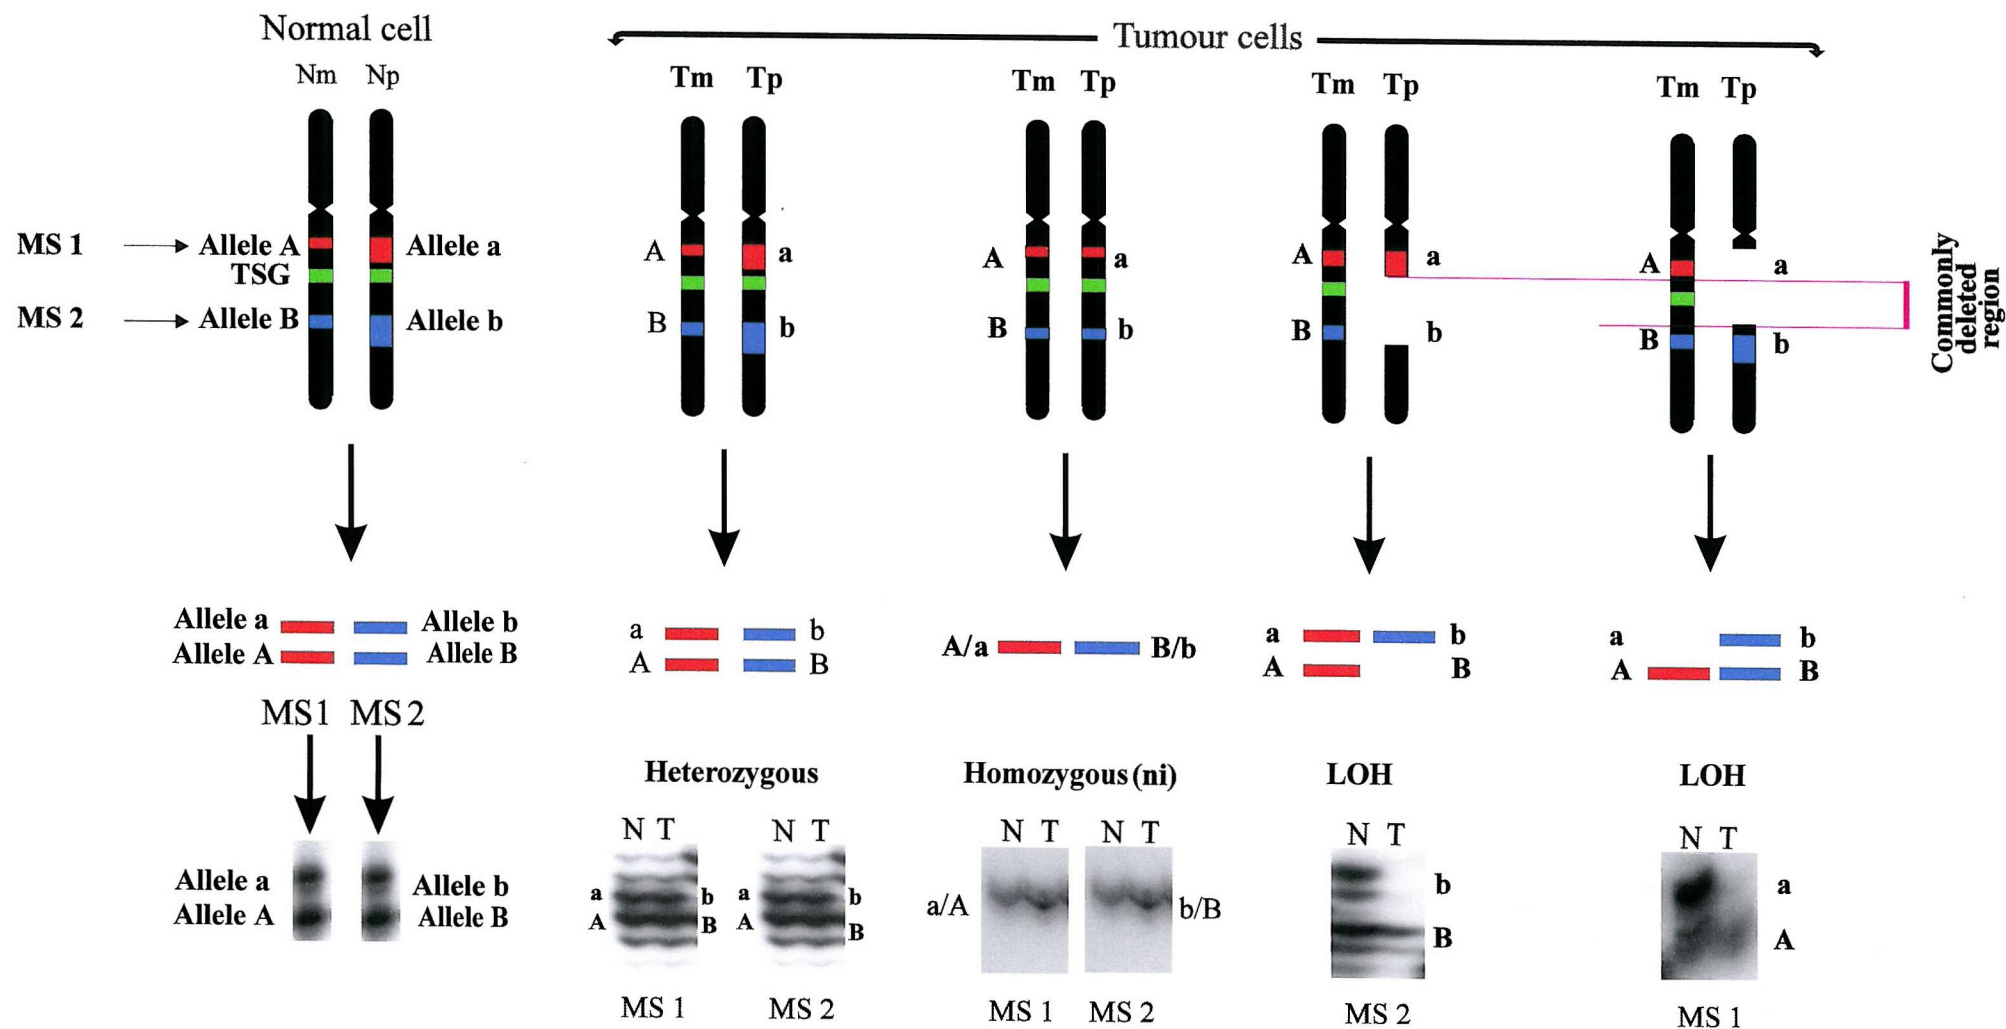 Normal cell
Tumour cells
Nm Np
Tm Tp
Tm Tp
Tm Tp
Tm Tp
MS 1
Allele A
Allele a
TSG
MS 2
Allele B
Allele b
A
a
B
b
A
a
B
b
A
a
B
b
A
a
B
b
Commonly
deleted
region
Allele a
Allele b
Allele A
Allele B
MS1 MS2
a
b
A
B
A/a
B/b
a
b
A
B
a
b
A
B
Heterozygous
Homozygous (ni)
LOH
LOH
N T
N T
N T
N T
N T
N T
Allele a
Allele b
Allele A
Allele B
a
b
A
B
a
b
A
B
a/A
b/B
b
B
a
A
MS 1
MS 2
MS 1
MS 2
MS 2
MS 1